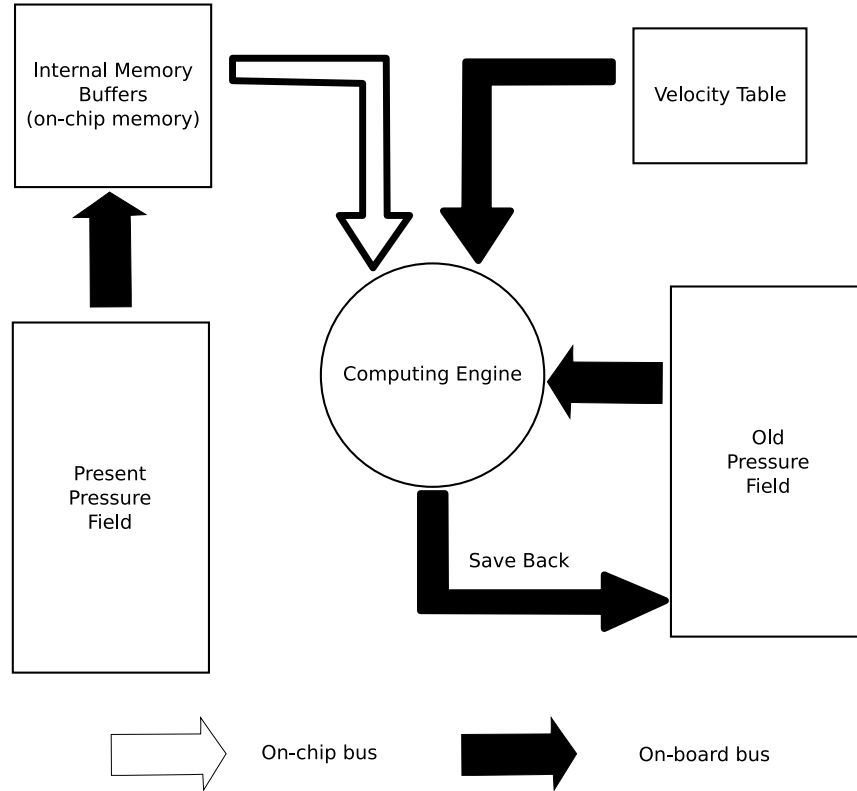 Internal Memory
Buffers
(on-chip memory)
Velocity Table
Computing Engine
Present
Pressure
Field
Old
Pressure
Field
Save Back
On-chip bus
On-board bus